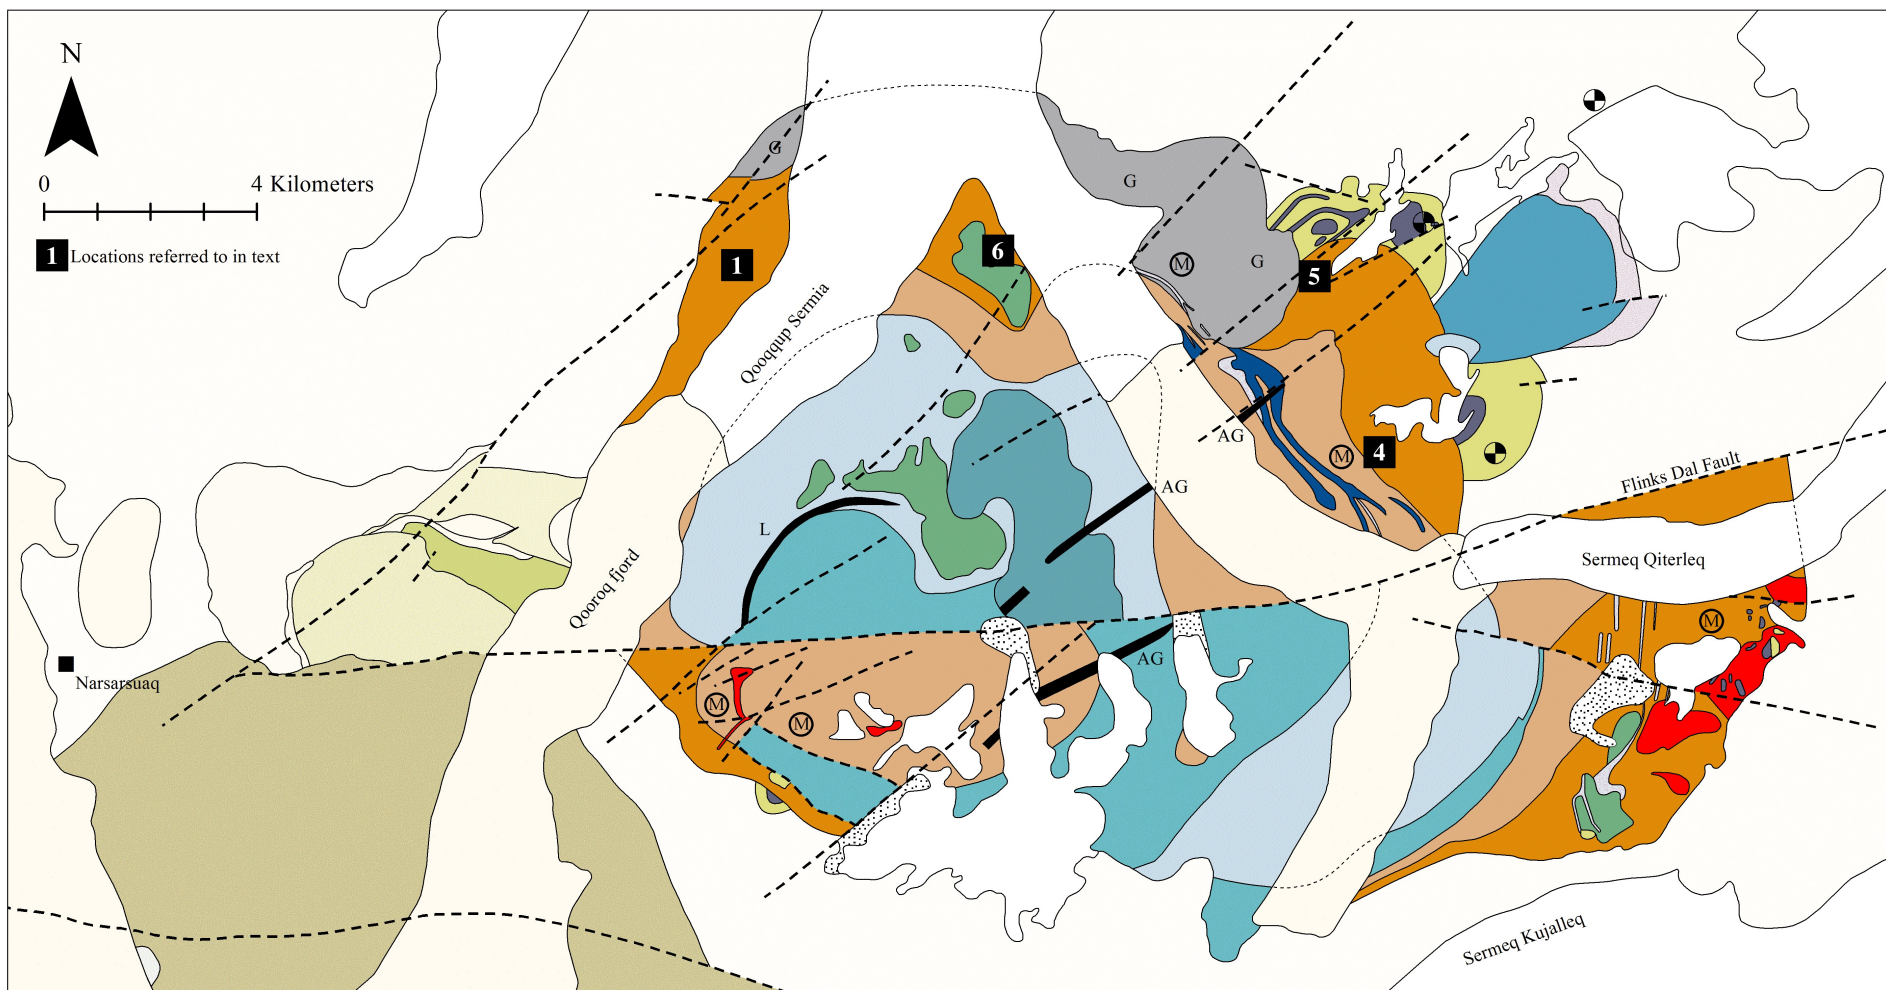 N
0
4 Kilometers
1 Locations referred to in text
G
G
1
6
M
G
5
Qooqqup Sermia
AG
M
4
AG
L
Flinks Dal Fault
Sermeq Qiterleq
Qooroq fjord
M
AG
Narsarsuaq
M
M
Sermeq Kujalleq